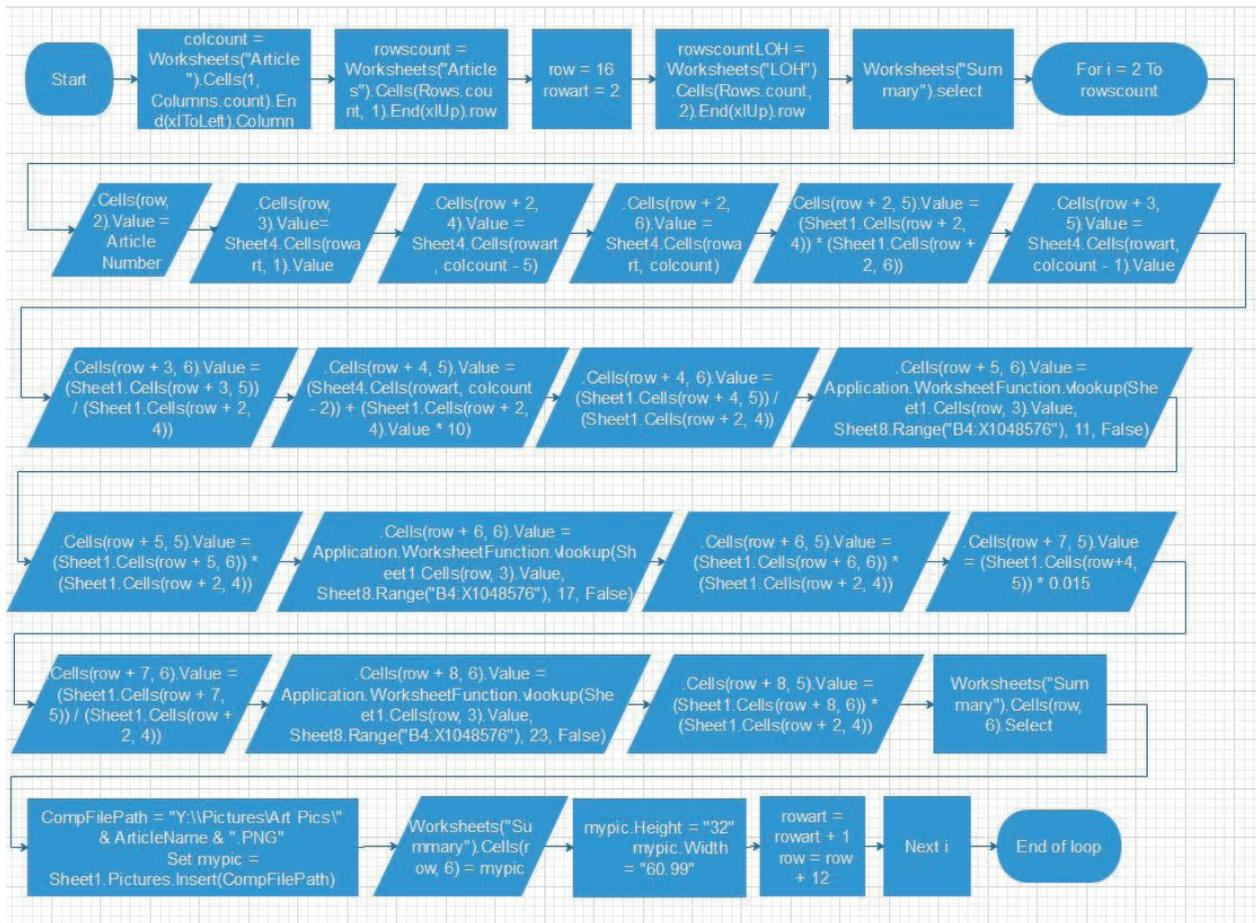 Start
colcount =
Worksheets("Article
s").Cells(1,
Columns.count).En
d(xlToLeft).Column
rowscount =
Worksheets("Article
s").Cells(Rows.cou
nt, 1).End(xlUp).row
row = 16
rowart = 2
rowscountLOH =
Worksheets("LOH")
.Cells(Rows.count,
2).End(xlUp).row
Worksheets("Sum
mary").select
For i = 2 To
rowscount
.Cells(row,
2).Value =
Article
Number
.Cells(row,
3).Value=
Sheet4.Cells(rowa
rt, 1).Value
.Cells(row + 2,
4).Value =
Sheet4.Cells(rowart
, colcount - 5)
.Cells(row + 2,
6).Value =
Sheet4.Cells(rowa
rt, colcount)
.Cells(row + 2, 5).Value =
(Sheet1.Cells(row + 2,
4)) * (Sheet1.Cells(row +
2, 6))
.Cells(row + 3,
5).Value =
Sheet4.Cells(rowart,
colcount - 1).Value
.Cells(row + 3, 6).Value =
(Sheet1.Cells(row + 3, 5))
/ (Sheet1.Cells(row + 2,
4))
.Cells(row + 4, 5).Value =
(Sheet4.Cells(rowart, colcount
- 2)) + (Sheet1.Cells(row + 2,
4).Value * 10)
.Cells(row + 4, 6).Value =
(Sheet1.Cells(row + 4, 5)) /
(Sheet1.Cells(row + 2, 4))
.Cells(row + 5, 6).Value =
Application.WorksheetFunction.vlookup(She
et1.Cells(row, 3).Value,
Sheet8.Range("B4:X1048576"), 11, False)
.Cells(row + 5, 5).Value =
(Sheet1.Cells(row + 5, 6)) *
(Sheet1.Cells(row + 2, 4))
.Cells(row + 6, 6).Value =
Application.WorksheetFunction.vlookup(Sh
eet1.Cells(row, 3).Value,
Sheet8.Range("B4:X1048576"), 17, False)
.Cells(row + 6, 5).Value =
(Sheet1.Cells(row + 6, 6)) *
(Sheet1.Cells(row + 2, 4))
.Cells(row + 7, 5).Value
= (Sheet1.Cells(row+4,
5)) * 0.015
.Cells(row + 7, 6).Value =
(Sheet1.Cells(row + 7,
5)) / (Sheet1.Cells(row +
2, 4))
.Cells(row + 8, 6).Value =
Application.WorksheetFunction.vlookup(She
et1.Cells(row, 3).Value,
Sheet8.Range("B4:X1048576"), 23, False)
.Cells(row + 8, 5).Value =
(Sheet1.Cells(row + 8, 6)) *
(Sheet1.Cells(row + 2, 4))
Worksheets("Sum
mary").Cells(row,
6).Select
CompFilePath = "Y:\\Pictures\Art Pics\"
& ArticleName & ".PNG"
Set mypic =
Sheet1.Pictures.Insert(CompFilePath)
Worksheets("Su
mmary").Cells(r
ow, 6) = mypic
mypic.Height = "32"
mypic.Width
= "60.99"
rowart =
rowart + 1
row = row
+ 12
Next i
End of loop